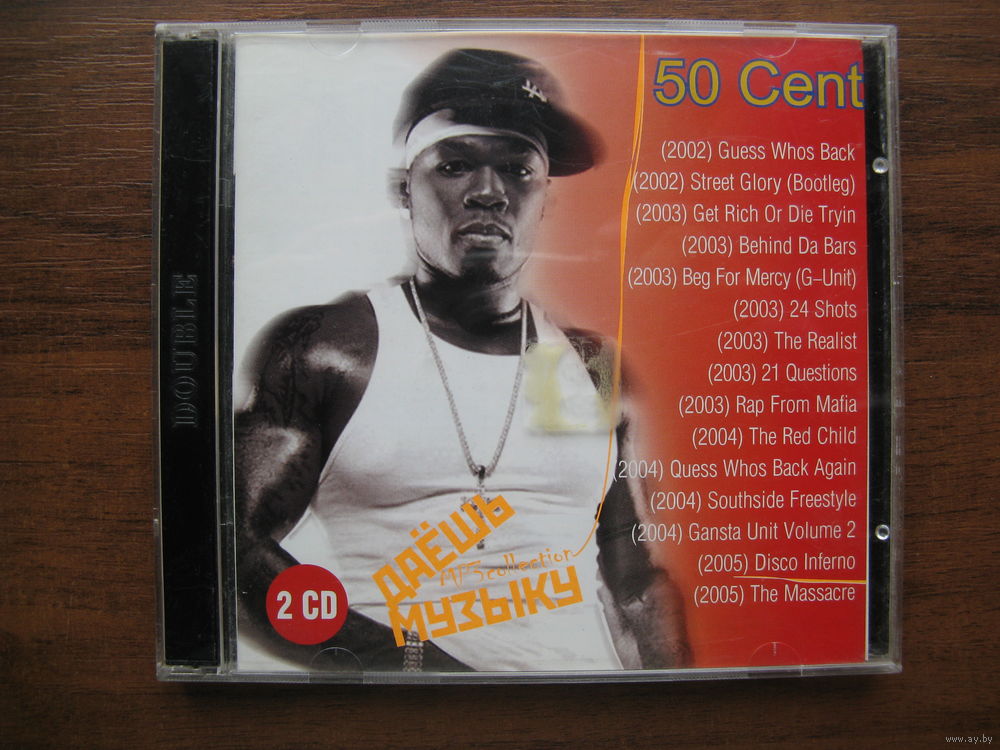 50 Cent
(2002) Guess Whos Back
(2002) Street Glory (Bootleg)
(2003) Get Rich Or Die Tryin
(2003) Behind Da Bars
(2003) Beg For Mercy (G-Unit)
(2003) 24 Shots
(2003) The Realist
(2003) 21 Questions
(2003) Rap From Mafia
(2004) The Red Child
(2004) Quess Whos Back Again
(2004) Southside Freestyle
(2004) Gansta Unit Volume 2
(2005) Disco Inferno
(2005) The Massacre
DOUBLE
ДАЁШЬ
MP3 collection
МУЗЫКУ
2 CD
www.ay.by